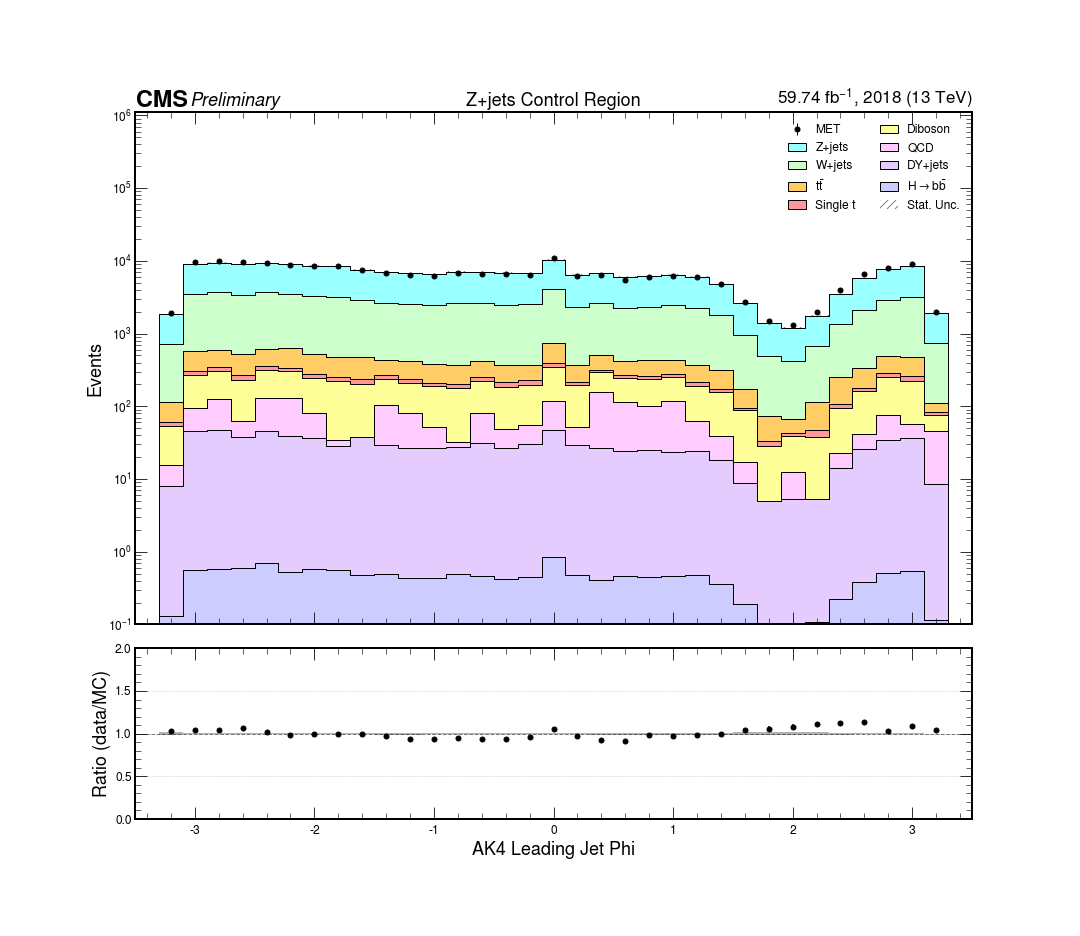 CMS Preliminary Z+jets Control Region 59.74 fb⁻¹, 2018 (13 TeV)
MET
Z+jets
W+jets
tt̄
Single t
Diboson
QCD
DY+jets
H→bb̄
Stat. Unc.
Events
10⁶
10⁵
10⁴
10³
10²
10¹
10⁰
10⁻¹
Ratio (data/MC)
2.0
1.5
1.0
0.5
0.0
-3 -2 -1 0 1 2 3
AK4 Leading Jet Phi